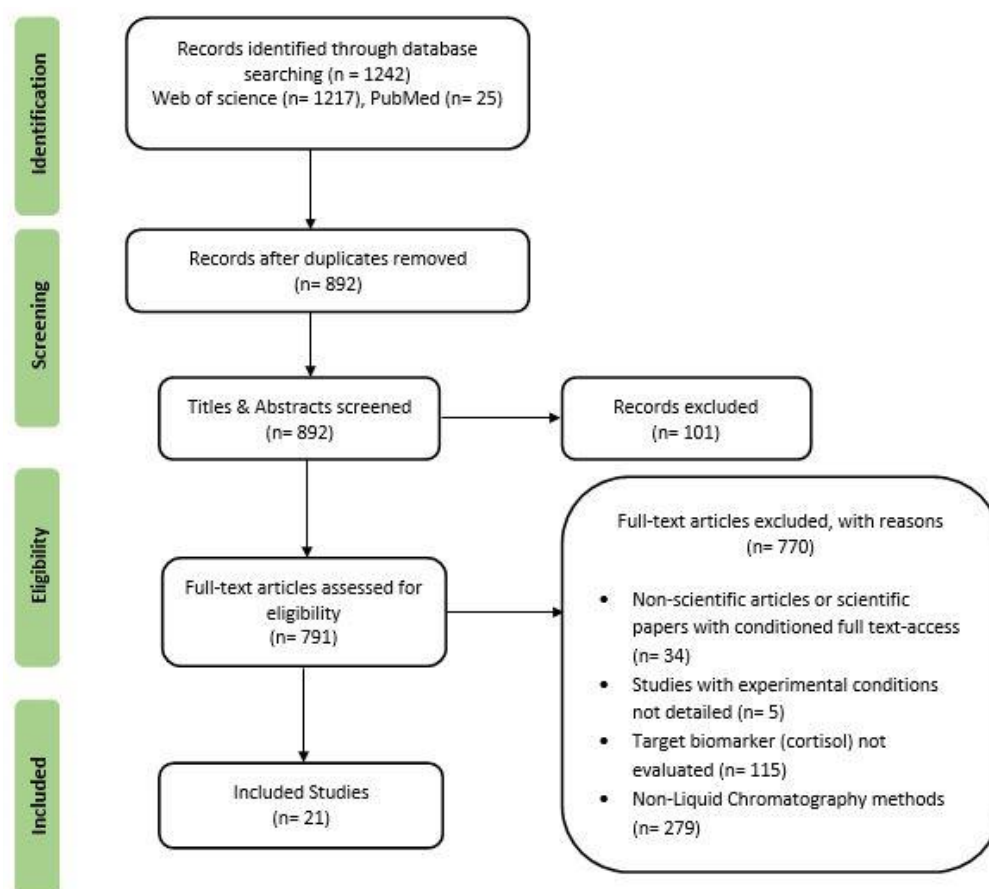 Identification
Records identified through database
searching (n = 1242)
Web of science (n= 1217), PubMed (n= 25)
Screening
Records after duplicates removed
(n= 892)
Titles & Abstracts screened
(n= 892)
Records excluded
(n= 101)
Eligibility
Full-text articles assessed for
eligibility
(n= 791)
Full-text articles excluded, with reasons
(n= 770)
• Non-scientific articles or scientific
papers with conditioned full text-access
(n= 34)
• Studies with experimental conditions
not detailed (n= 5)
• Target biomarker (cortisol) not
evaluated (n= 115)
• Non-Liquid Chromatography methods
(n= 279)
Included
Included Studies
(n= 21)